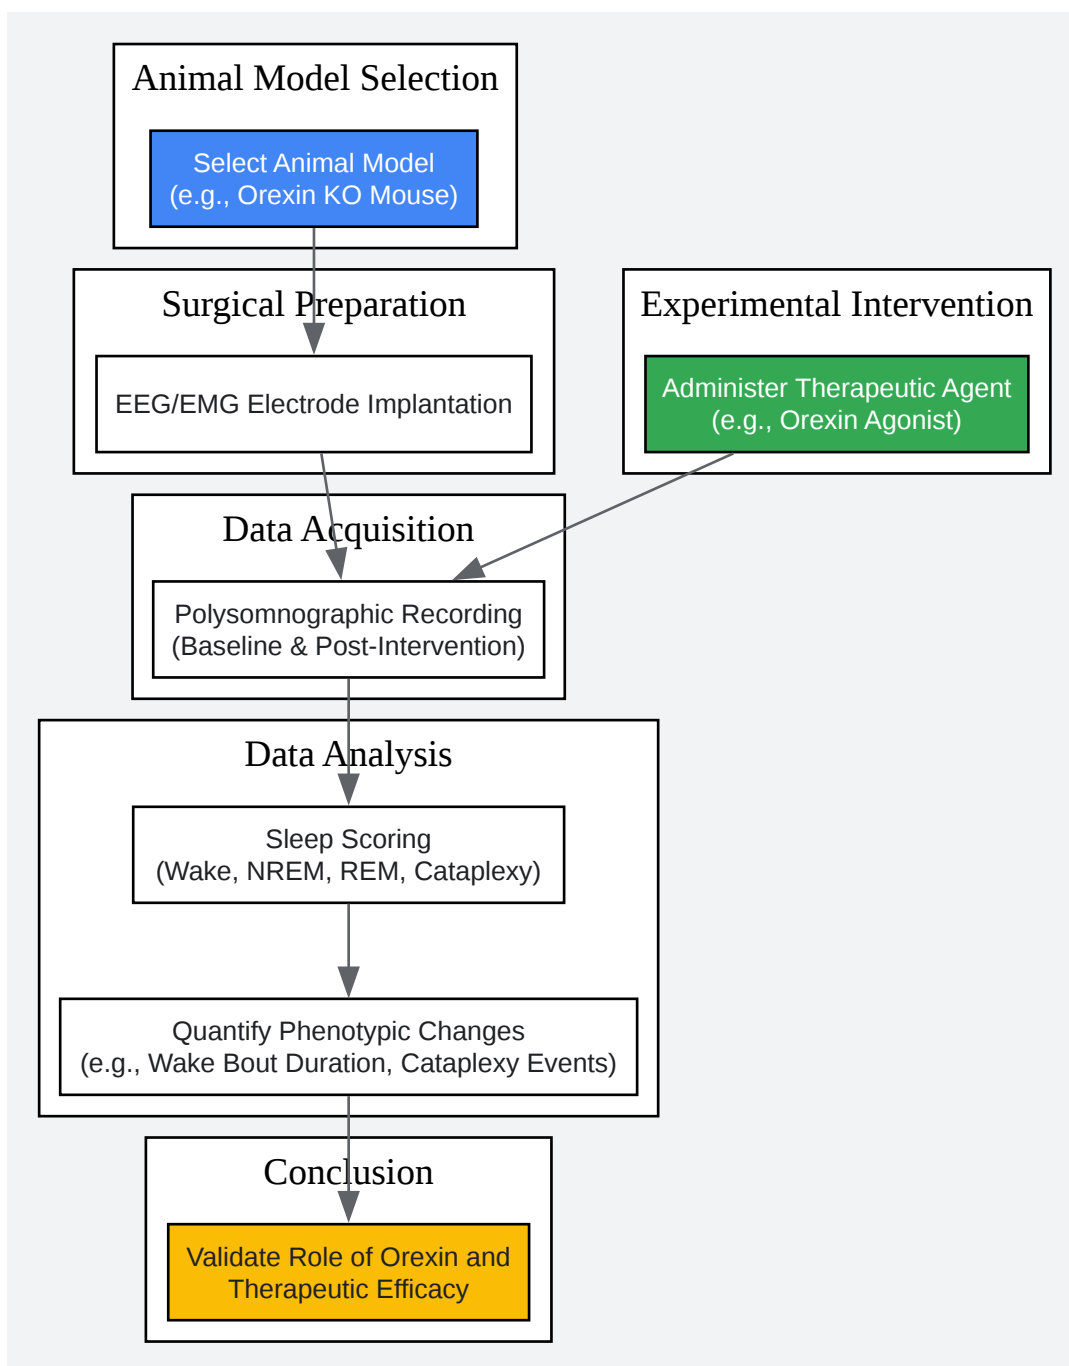 Animal Model Selection
Select Animal Model
(e.g., Orexin KO Mouse)
Surgical Preparation
EEG/EMG Electrode Implantation
Experimental Intervention
Administer Therapeutic Agent
(e.g., Orexin Agonist)
Data Acquisition
Polysomnographic Recording
(Baseline & Post-Intervention)
Data Analysis
Sleep Scoring
(Wake, NREM, REM, Cataplexy)
Quantify Phenotypic Changes
(e.g., Wake Bout Duration, Cataplexy Events)
Conclusion
Validate Role of Orexin and
Therapeutic Efficacy